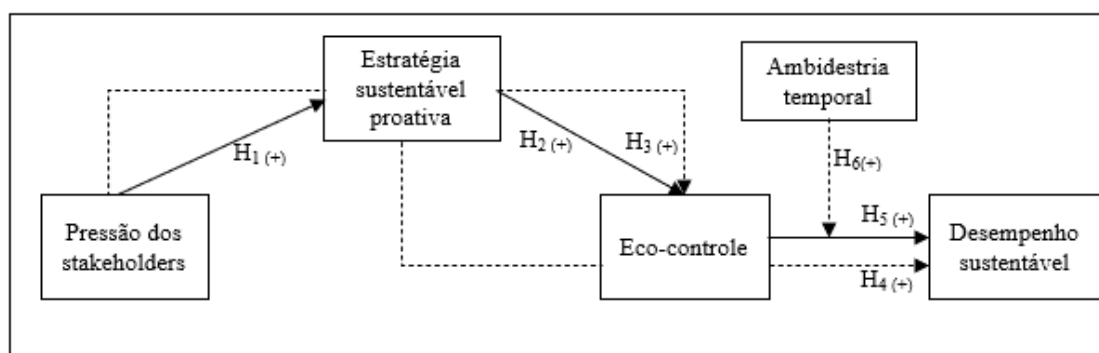 Estratégia
sustentável
proativa
Ambidestria
temporal
H1 (+)
H2 (+)
H3 (+)
H6(+)
Pressão dos
stakeholders
Eco-controle
H5 (+)
H4 (+)
Desempenho
sustentável